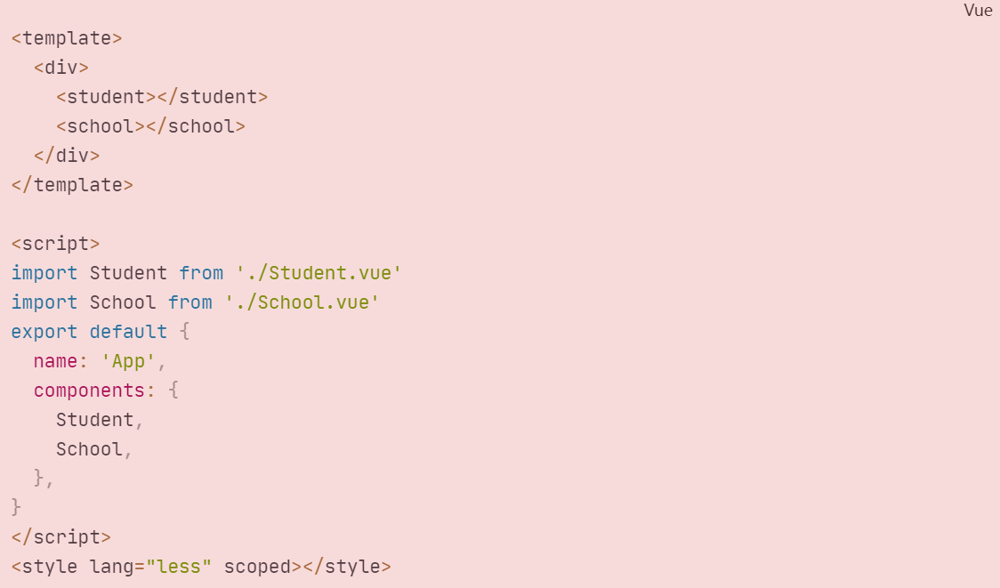 Vue
<template>
  <div>
    <student></student>
    <school></school>
  </div>
</template>

<script>
import Student from './Student.vue'
import School from './School.vue'
export default {
  name: 'App',
  components: {
    Student,
    School,
  },
}
</script>
<style lang="less" scoped></style>